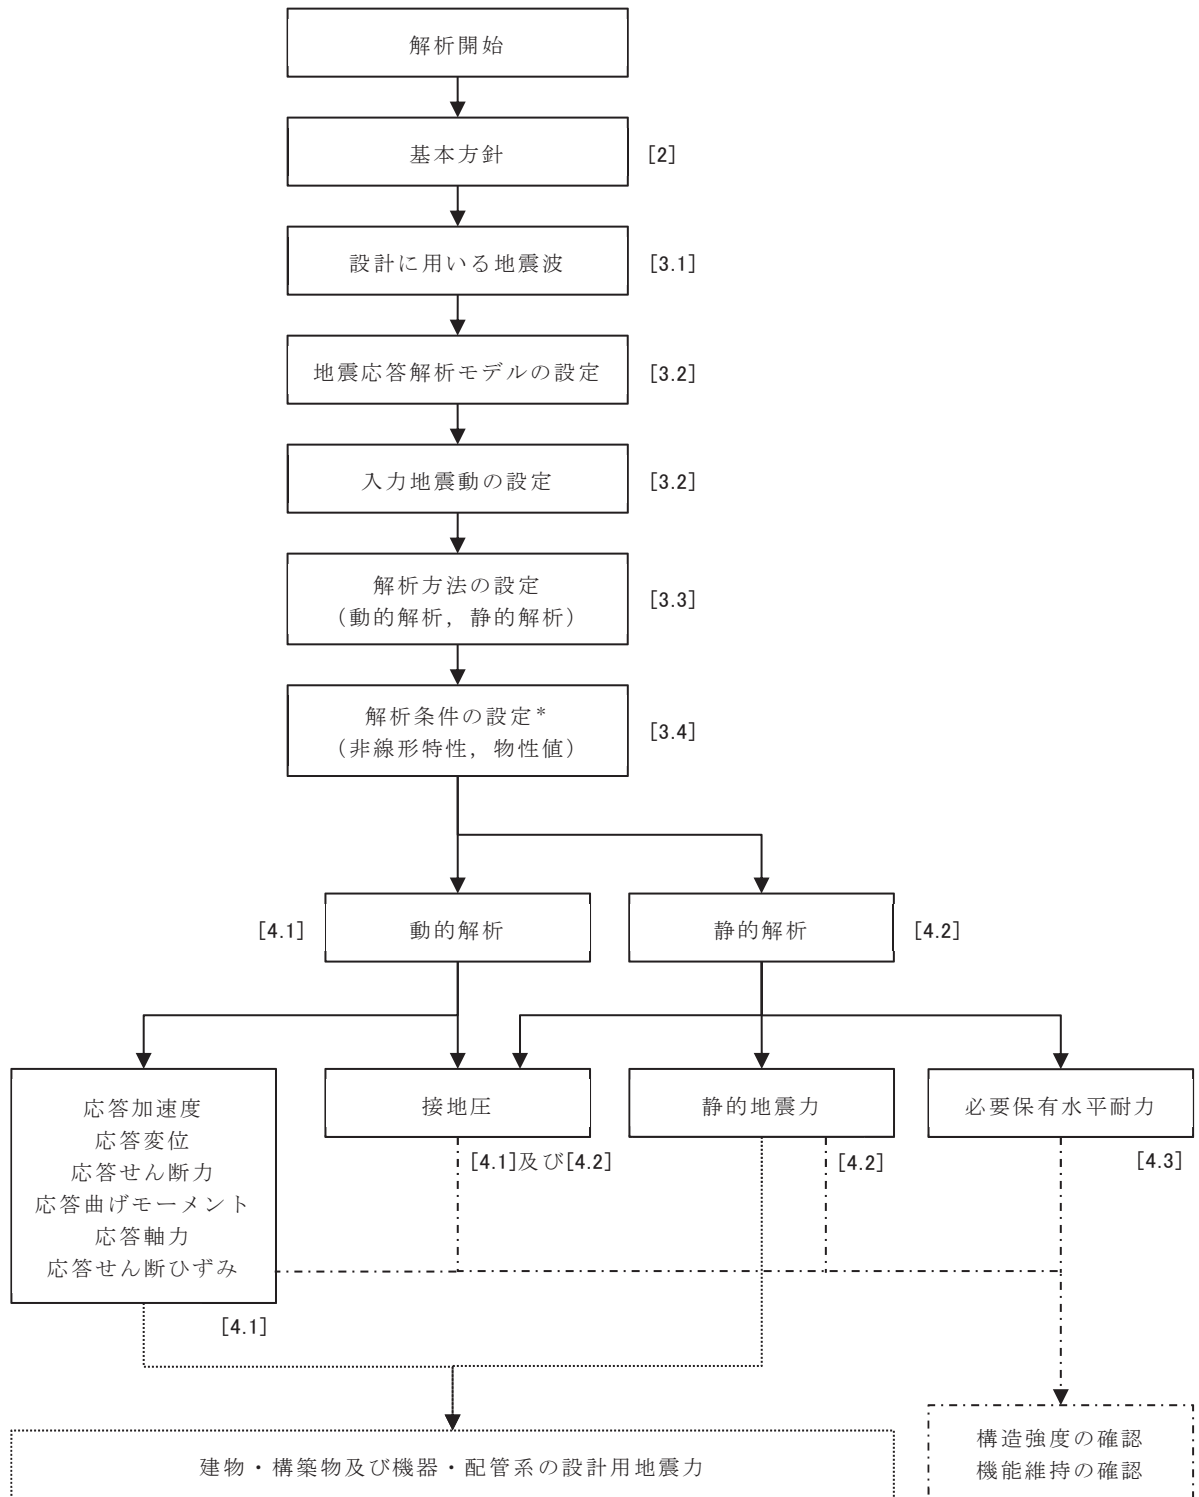 解析開始
基本方針
[2]
設計に用いる地震波
[3.1]
地震応答解析モデルの設定
[3.2]
入力地震動の設定
[3.2]
解析方法の設定
（動的解析，静的解析）
[3.3]
解析条件の設定*
（非線形特性，物性値）
[3.4]
[4.1]
動的解析
静的解析
[4.2]
応答加速度
応答変位
応答せん断力
応答曲げモーメント
応答軸力
応答せん断ひずみ
[4.1]
接地圧
[4.1]及び[4.2]
静的地震力
[4.2]
必要保有水平耐力
[4.3]
建物・構築物及び機器・配管系の設計用地震力
構造強度の確認
機能維持の確認